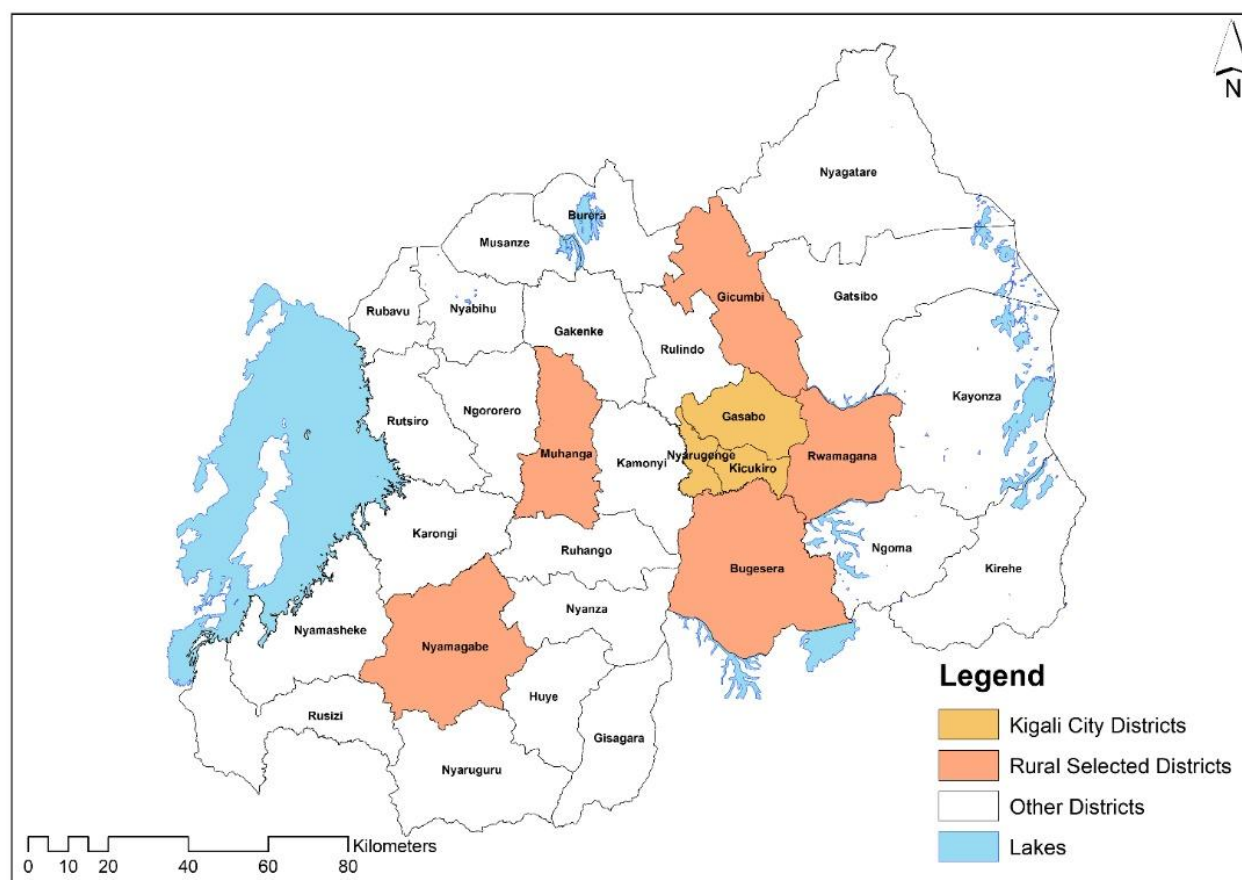 N
Nyagatare
Burera
Musanze
Gicumbi
Gatsibo
Rubavu
Nyabihu
Gakenke
Rulindo
Kayonza
Gasabo
Rutsiro
Ngororero
Muhanga
Kamonyi
Nyarugenge
Kicukiro
Rwamagana
Karongi
Ruhango
Bugesera
Ngoma
Kirehe
Nyanza
Nyamasheke
Nyamagabe
Huye
Rusizi
Gisagara
Nyaruguru
Legend
Kigali City Districts
Rural Selected Districts
Other Districts
Lakes
Kilometers
0 10 20 40 60 80